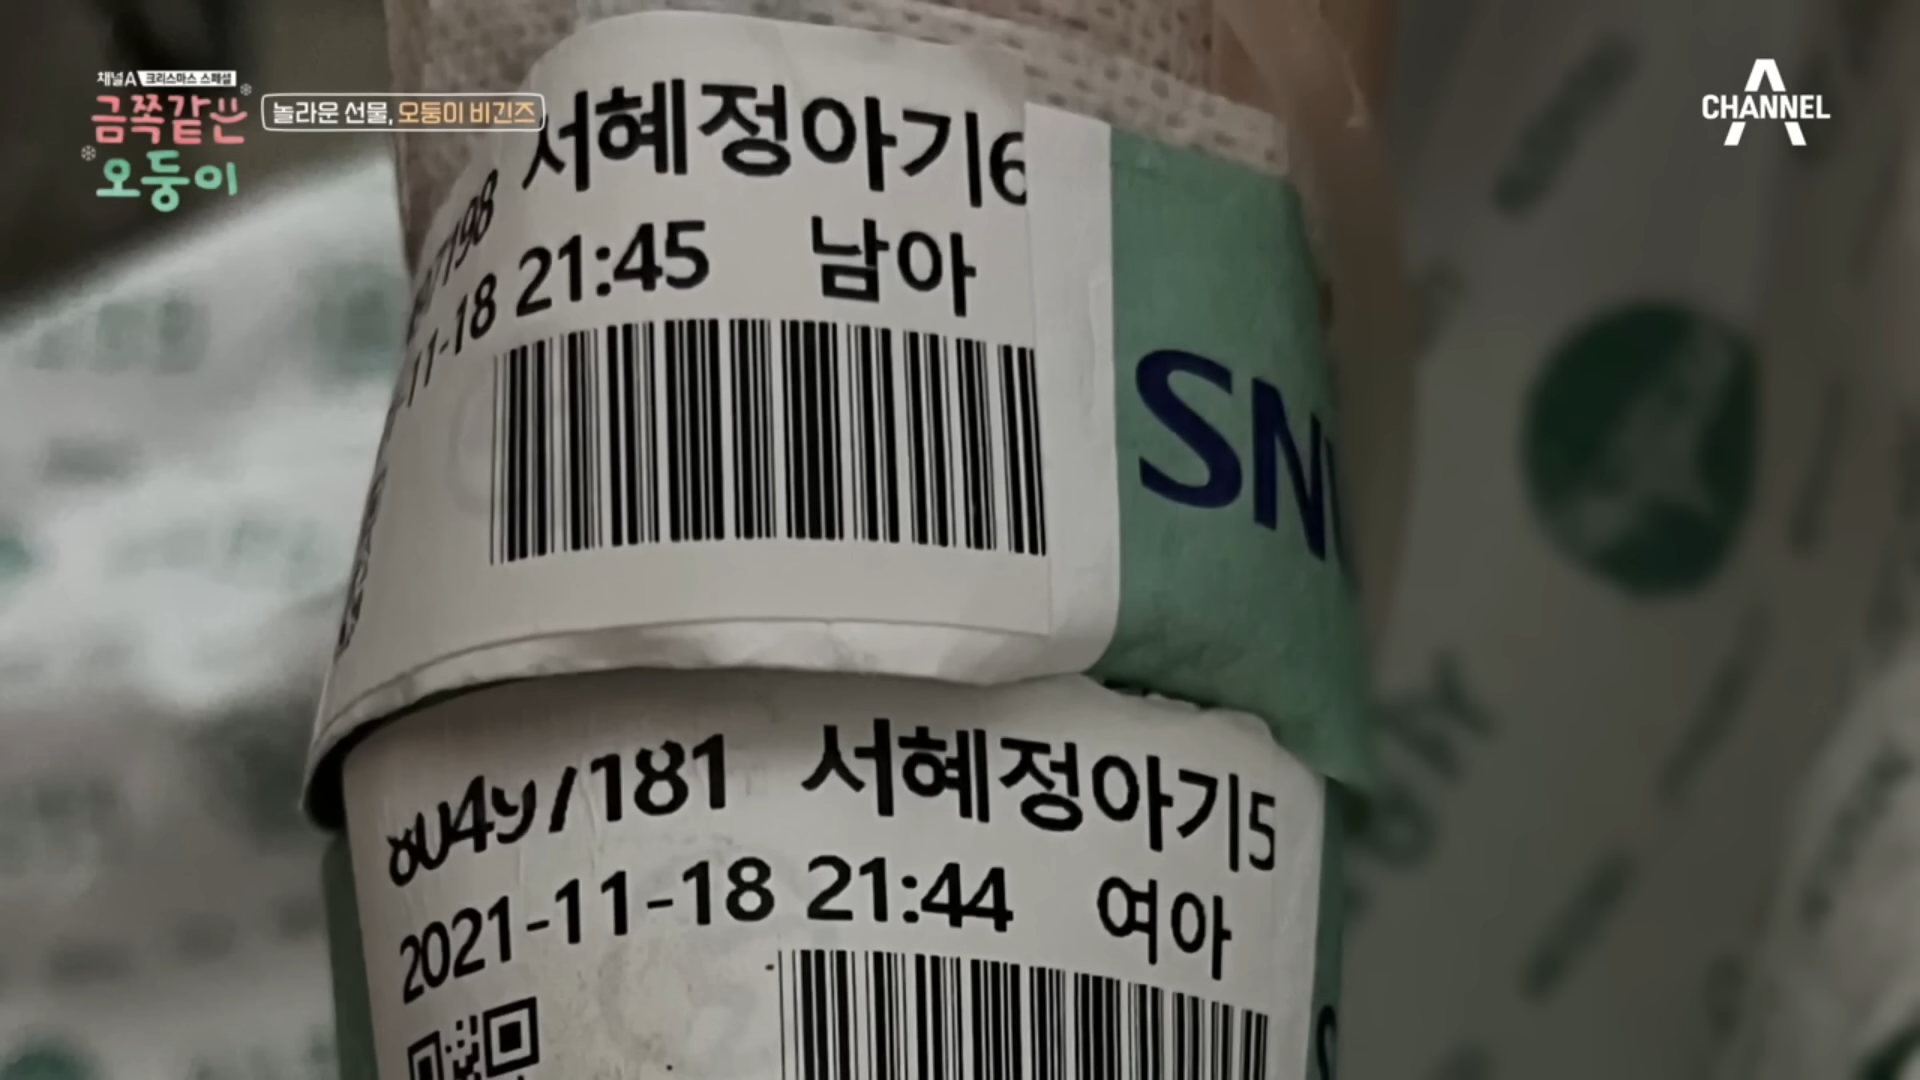 채널A 크리스마스 스페셜
금쪽같은
오둥이
놀라운 선물, 오둥이 비긴즈
CHANNEL A
서혜정아기6
11-18 21:45 남아
SN
181 서혜정아기5
2021-11-18 21:44 여아